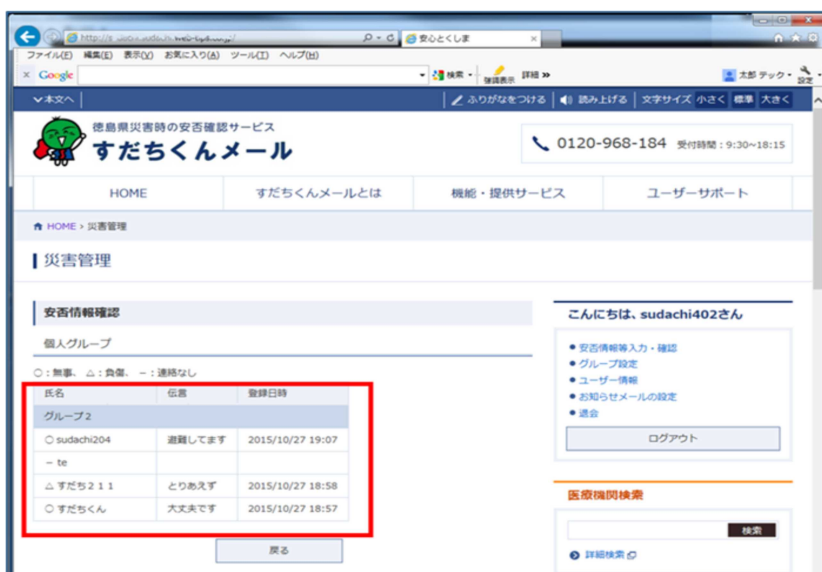 安心とくしま
ファイル(F) 編集(E) 表示(V) お気に入り(A) ツール(T) ヘルプ(H)
× Google 検索 強調表示 詳細 » 太郎 テック 設定
本文へ ふりがなをつける 読み上げる 文字サイズ 小さく 標準 大きく
徳島県災害時の安否確認サービス
すだちくんメール
0120-968-184 受付時間:9:30~18:15
HOME すだちくんメールとは 機能・提供サービス ユーザーサポート
HOME › 災害管理
災害管理
安否情報確認
個人グループ
○:無事、 △:負傷、 -:連絡なし
氏名 伝言 登録日時
グループ2
○ sudachi204 避難してます 2015/10/27 19:07
- te
△ すだち211 とりあえず 2015/10/27 18:58
○ すだちくん 大丈夫です 2015/10/27 18:57
戻る
こんにちは、sudachi402さん
安否情報等入力・確認
グループ設定
ユーザー情報
お知らせメールの設定
退会
ログアウト
医療機関検索
検索
詳細検索